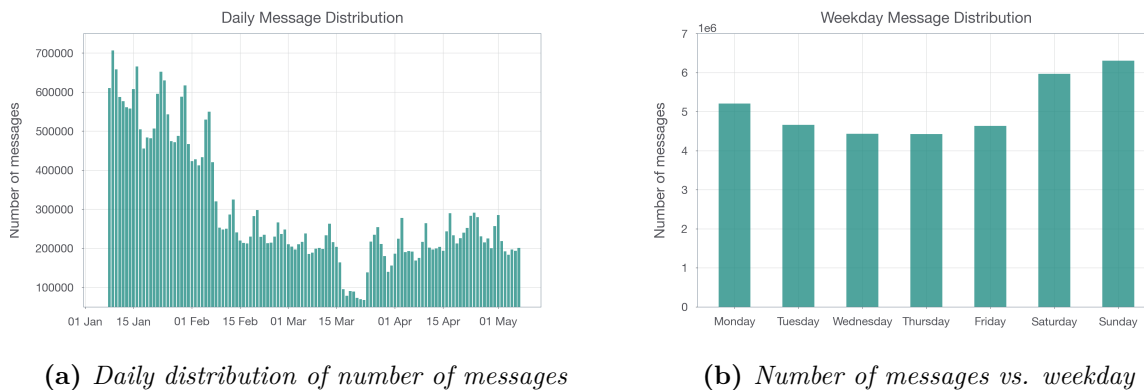 Daily Message Distribution
Number of messages
700000
600000
500000
400000
300000
200000
100000
01 Jan 15 Jan 01 Feb 15 Feb 01 Mar 15 Mar 01 Apr 15 Apr 01 May
(a) Daily distribution of number of messages
Weekday Message Distribution
1e6
Number of messages
7
6
5
4
3
2
1
0
Monday Tuesday Wednesday Thursday Friday Saturday Sunday
(b) Number of messages vs. weekday